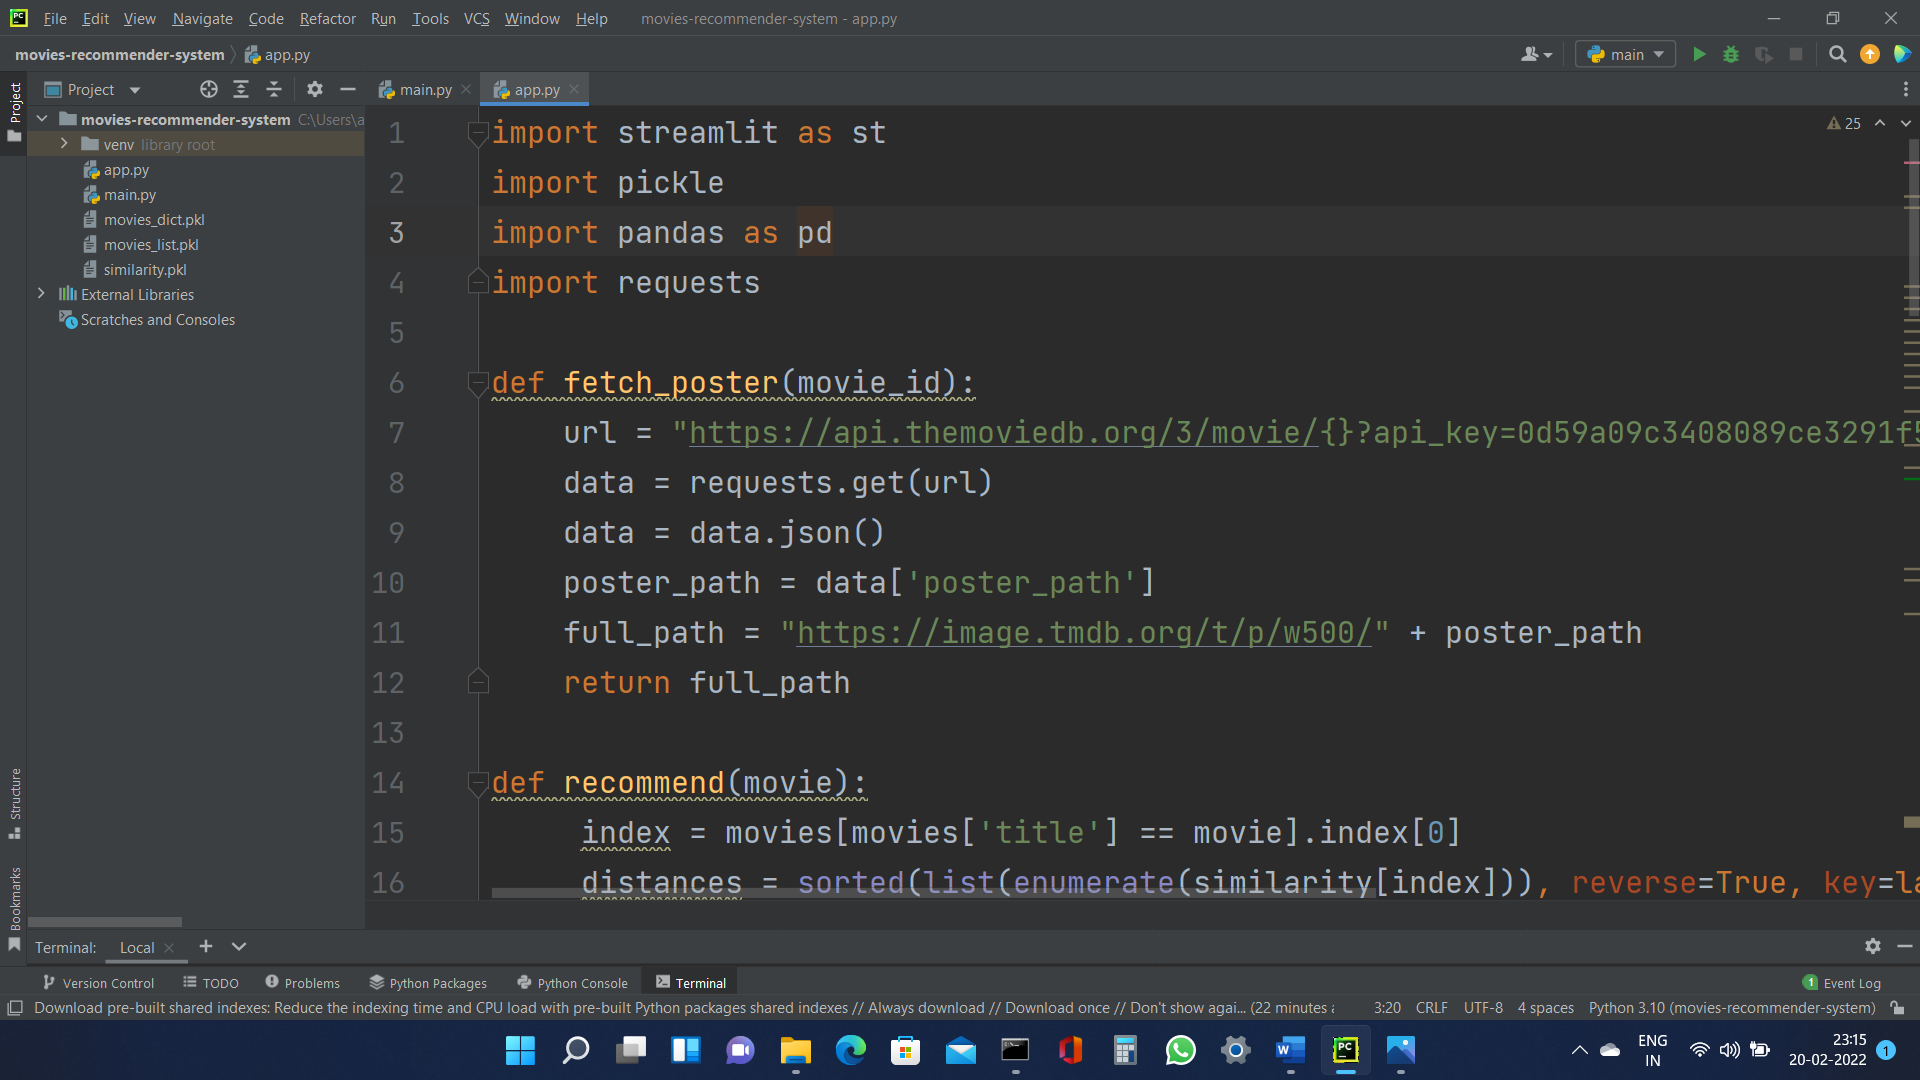 File Edit View Navigate Code Refactor Run Tools VCS Window Help movies-recommender-system - app.py
movies-recommender-system app.py
main
Project
main.py
app.py
Project
movies-recommender-system C:\Users\a
venv library root
app.py
main.py
movies_dict.pkl
movies_list.pkl
similarity.pkl
External Libraries
Scratches and Consoles
25
1 import streamlit as st
2 import pickle
3 import pandas as pd
4 import requests
5
6 def fetch_poster(movie_id):
7 url = "https://api.themoviedb.org/3/movie/{}?api_key=0d59a09c3408089ce3291f5
8 data = requests.get(url)
9 data = data.json()
10 poster_path = data['poster_path']
11 full_path = "https://image.tmdb.org/t/p/w500/" + poster_path
12 return full_path
13
14 def recommend(movie):
15 index = movies[movies['title'] == movie].index[0]
16 distances = sorted(list(enumerate(similarity[index])), reverse=True, key=la
Structure
Bookmarks
Terminal: Local
Version Control TODO Problems Python Packages Python Console Terminal 1 Event Log
Download pre-built shared indexes: Reduce the indexing time and CPU load with pre-built Python packages shared indexes // Always download // Download once // Don't show agai... (22 minutes a 3:20 CRLF UTF-8 4 spaces Python 3.10 (movies-recommender-system)
PC
ENG
IN
23:15
20-02-2022
1